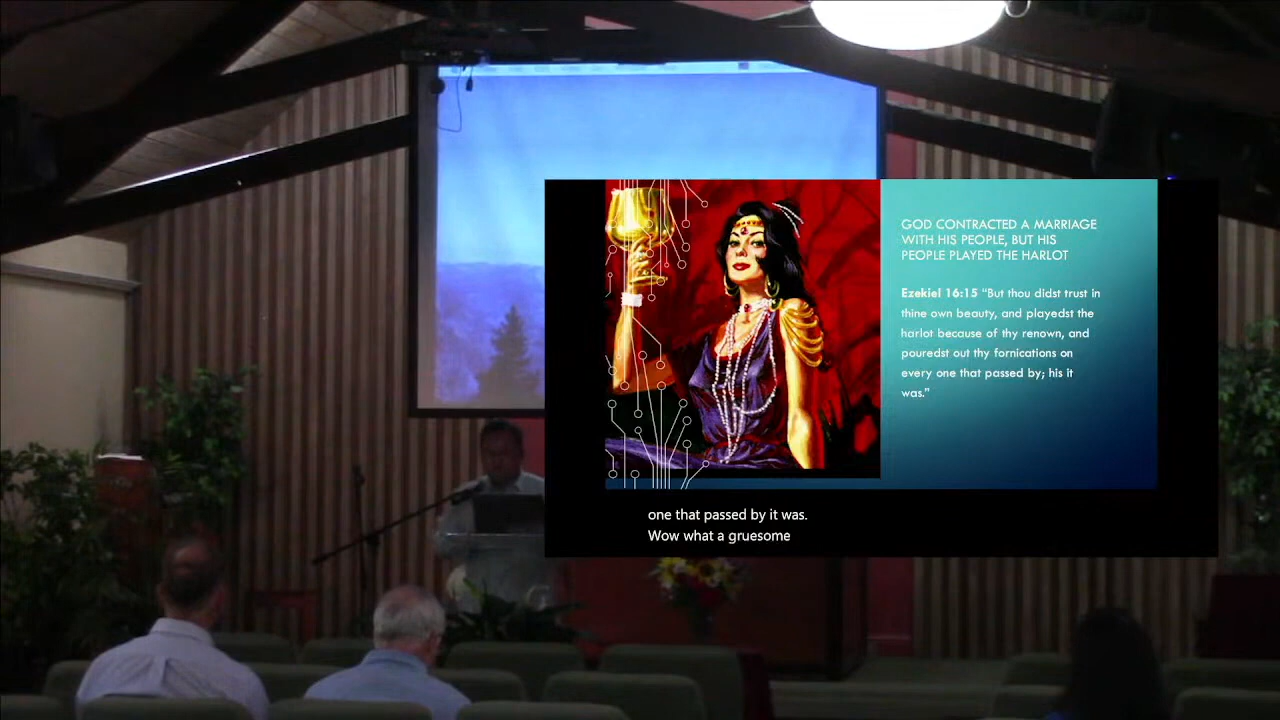 GOD CONTRACTED A MARRIAGE
WITH HIS PEOPLE, BUT HIS
PEOPLE PLAYED THE HARLOT
Ezekiel 16:15 “But thou didst trust in
thine own beauty, and playedst the
harlot because of thy renown, and
pouredst out thy fornications on
every one that passed by; his it
was.”
one that passed by it was.
Wow what a gruesome